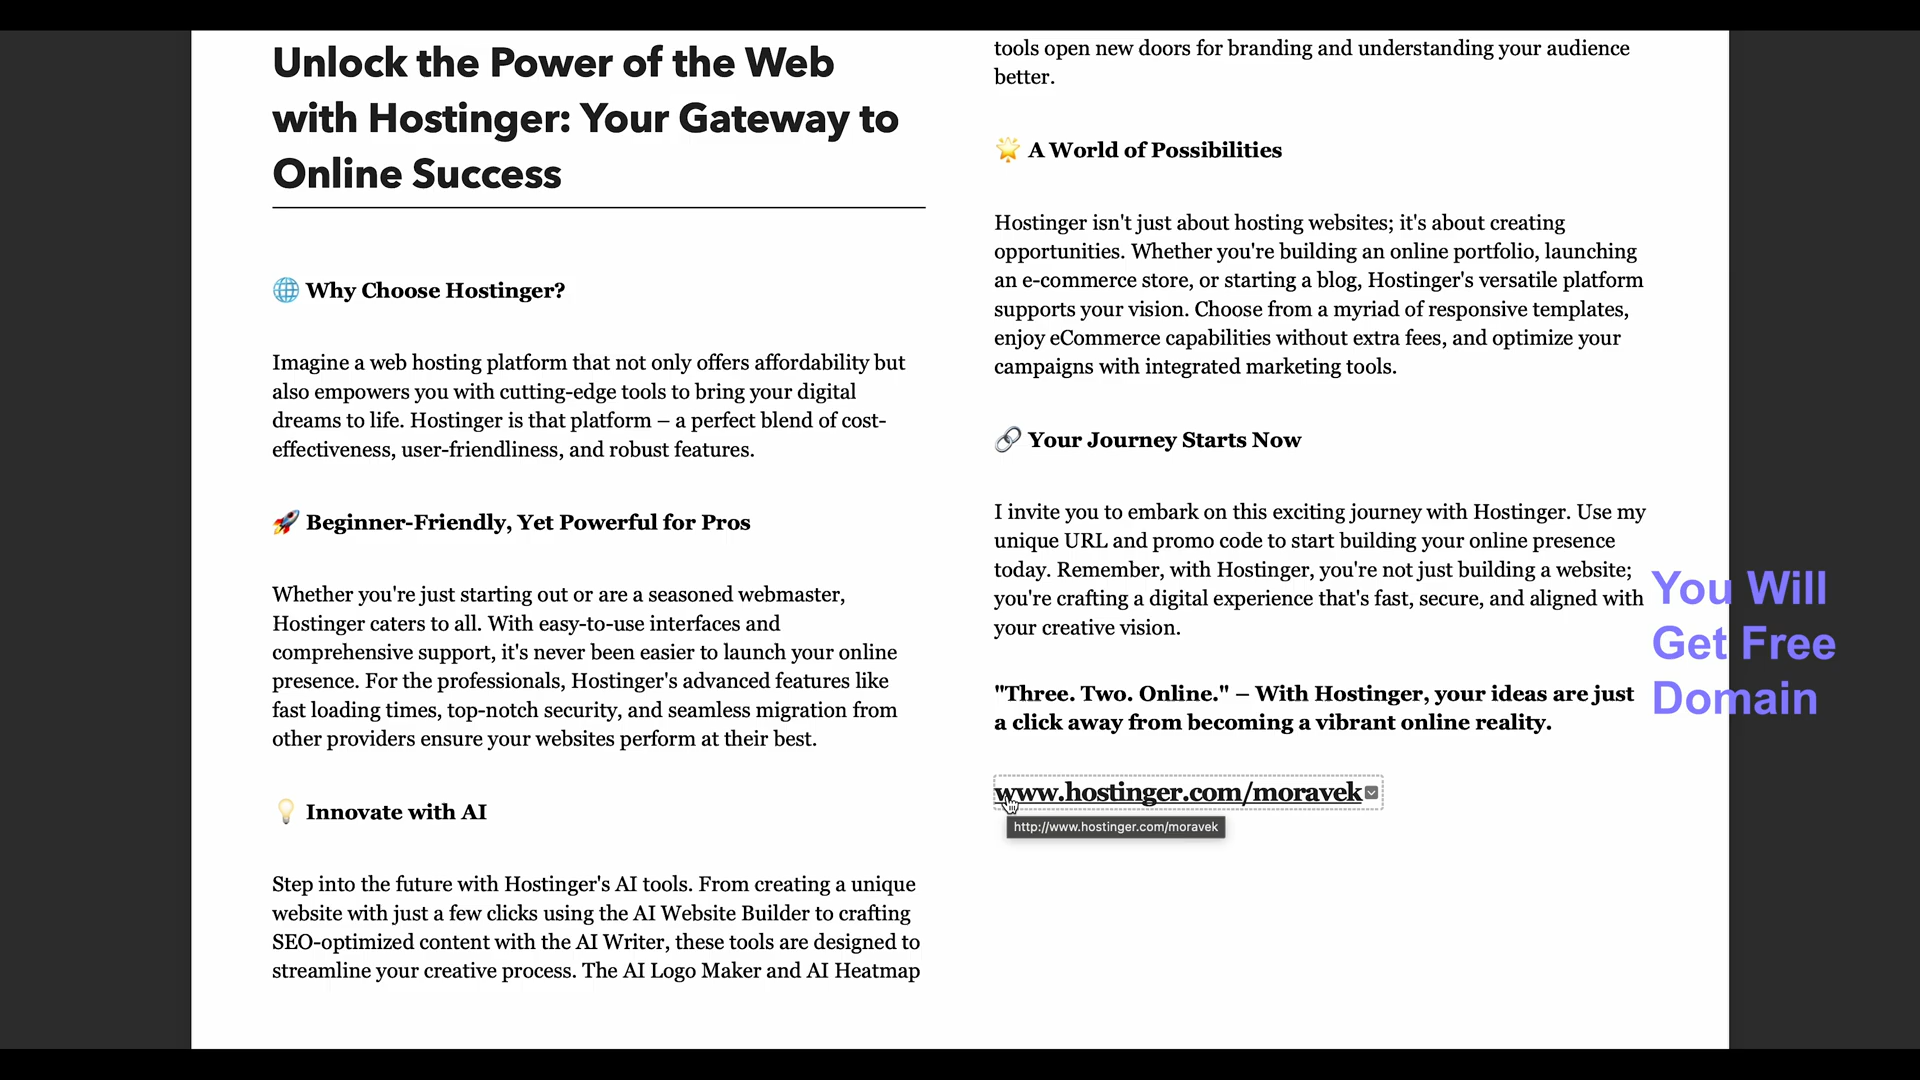 Unlock the Power of the Web
with Hostinger: Your Gateway to
Online Success
🌐 Why Choose Hostinger?
Imagine a web hosting platform that not only offers affordability but
also empowers you with cutting-edge tools to bring your digital
dreams to life. Hostinger is that platform – a perfect blend of cost-
effectiveness, user-friendliness, and robust features.
🚀 Beginner-Friendly, Yet Powerful for Pros
Whether you're just starting out or are a seasoned webmaster,
Hostinger caters to all. With easy-to-use interfaces and
comprehensive support, it's never been easier to launch your online
presence. For the professionals, Hostinger's advanced features like
fast loading times, top-notch security, and seamless migration from
other providers ensure your websites perform at their best.
💡 Innovate with AI
Step into the future with Hostinger's AI tools. From creating a unique
website with just a few clicks using the AI Website Builder to crafting
SEO-optimized content with the AI Writer, these tools are designed to
streamline your creative process. The AI Logo Maker and AI Heatmap
tools open new doors for branding and understanding your audience
better.
🌟 A World of Possibilities
Hostinger isn't just about hosting websites; it's about creating
opportunities. Whether you're building an online portfolio, launching
an e-commerce store, or starting a blog, Hostinger's versatile platform
supports your vision. Choose from a myriad of responsive templates,
enjoy eCommerce capabilities without extra fees, and optimize your
campaigns with integrated marketing tools.
🔗 Your Journey Starts Now
I invite you to embark on this exciting journey with Hostinger. Use my
unique URL and promo code to start building your online presence
today. Remember, with Hostinger, you're not just building a website;
you're crafting a digital experience that's fast, secure, and aligned with
your creative vision.
"Three. Two. Online." – With Hostinger, your ideas are just
a click away from becoming a vibrant online reality.
www.hostinger.com/moravek
http://www.hostinger.com/moravek
You Will
Get Free
Domain